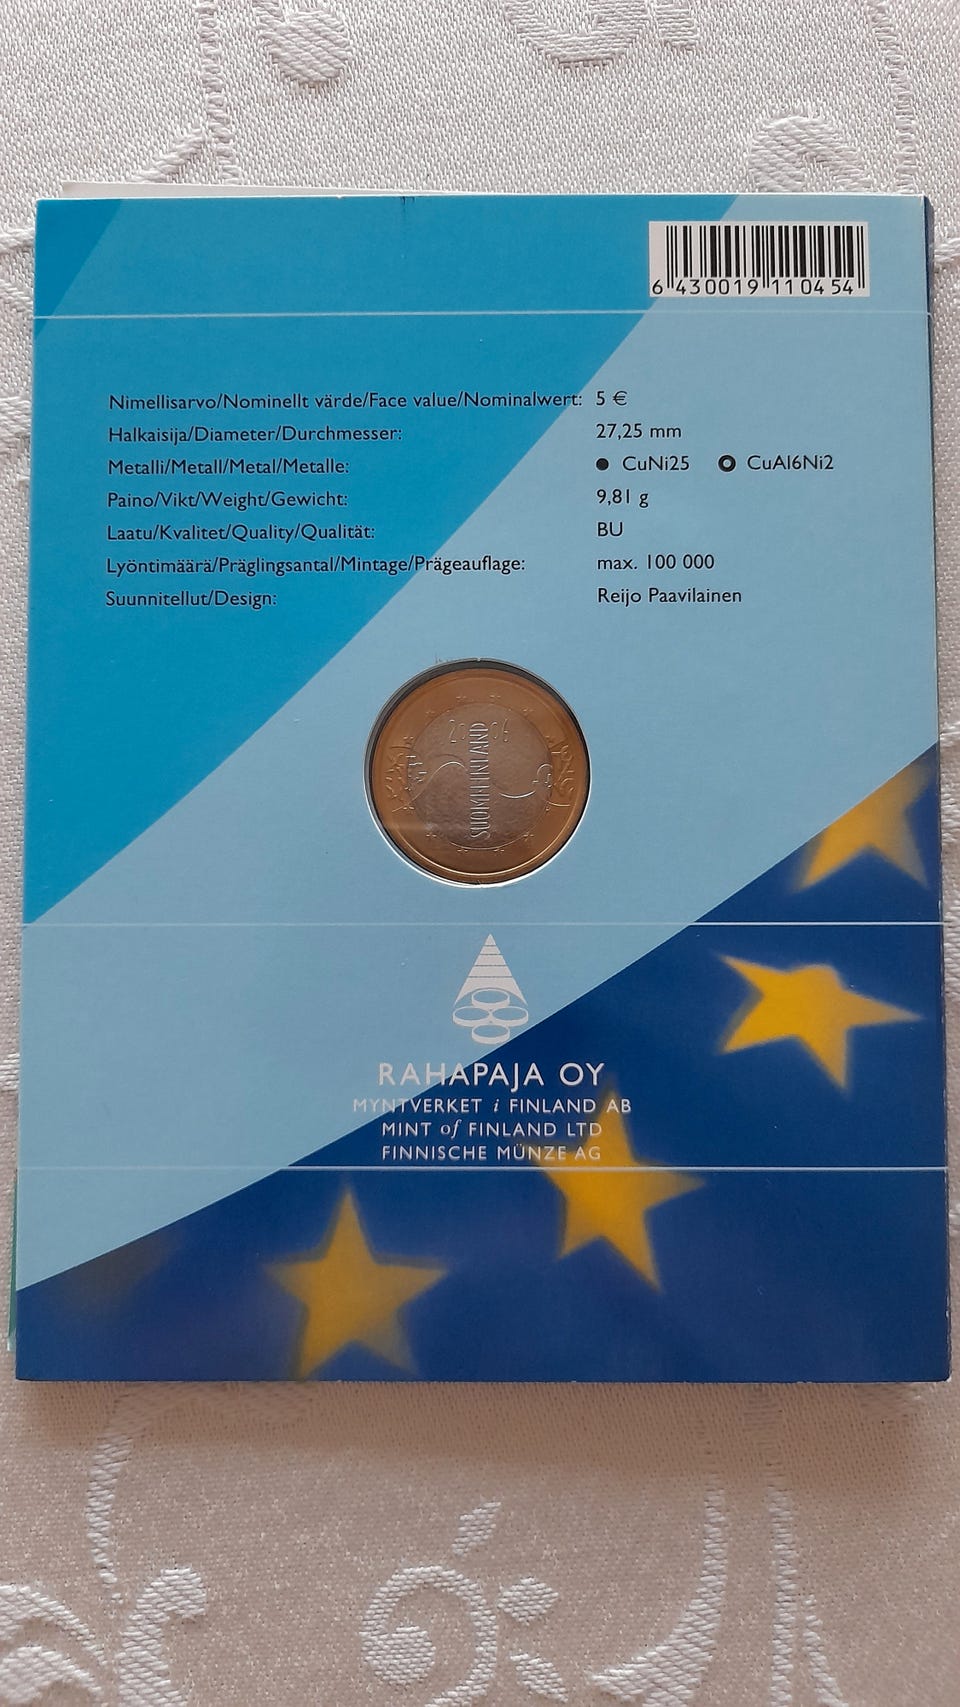 6 430019 110454
Nimellisarvo/Nominellt värde/Face value/Nominalwert: 5 €
Halkaisija/Diameter/Durchmesser: 27,25 mm
Metalli/Metall/Metal/Metalle: ● CuNi25 O CuAl6Ni2
Paino/Vikt/Weight/Gewicht: 9,81 g
Laatu/Kvalitet/Quality/Qualität: BU
Lyöntimäärä/Präglingsantal/Mintage/Prägeauflage: max. 100 000
Suunnitellut/Design: Reijo Paavilainen
2006
SUOMI FINLAND
RAHAPAJA OY
MYNTVERKET i FINLAND AB
MINT of FINLAND LTD
FINNISCHE MÜNZE AG